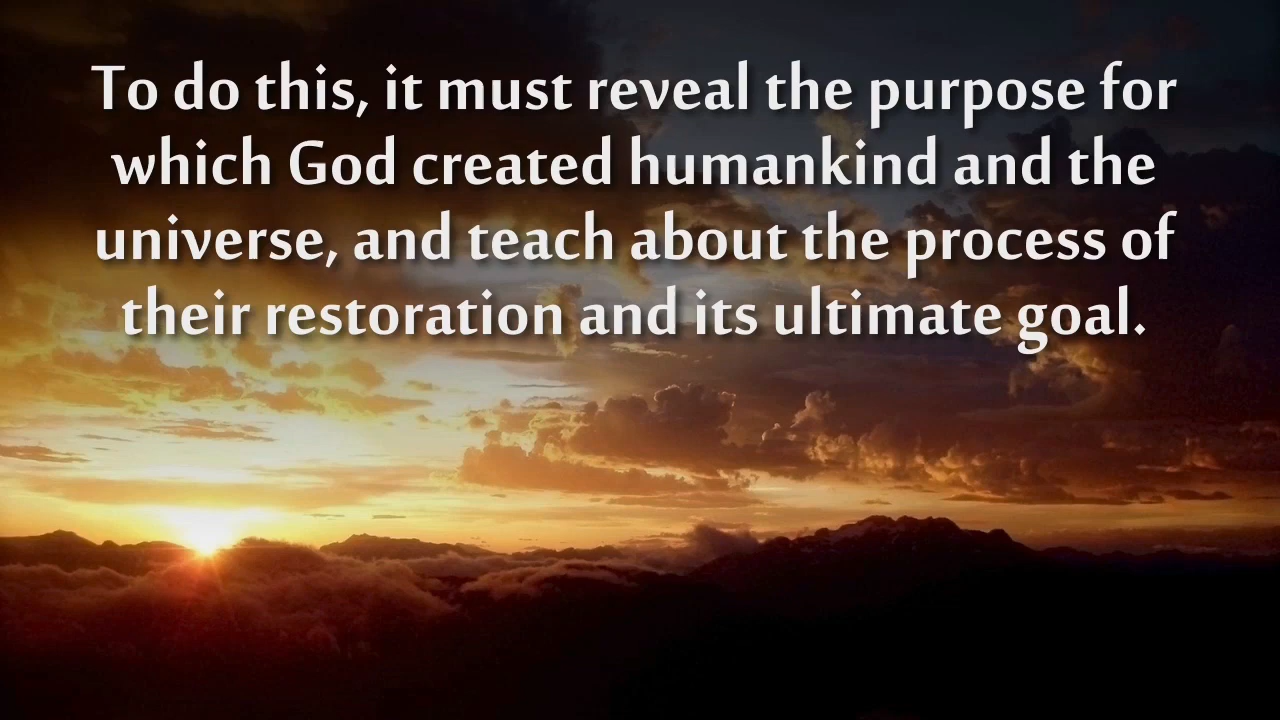 To do this, it must reveal the purpose for
which God created humankind and the
universe, and teach about the process of
their restoration and its ultimate goal.